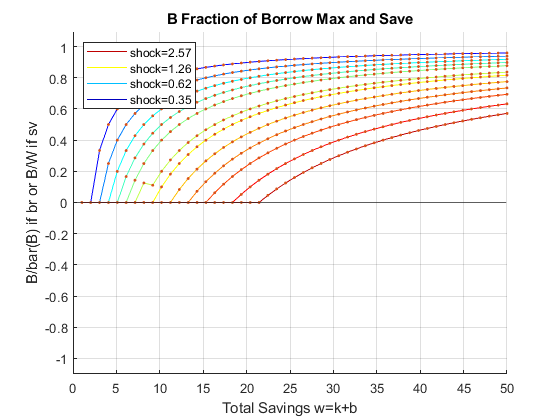 B Fraction of Borrow Max and Save
shock=2.57
shock=1.26
shock=0.62
shock=0.35
B/bar(B) if br or B/W if sv
1
0.8
0.6
0.4
0.2
0
-0.2
-0.4
-0.6
-0.8
-1
0 5 10 15 20 25 30 35 40 45 50
Total Savings w=k+b